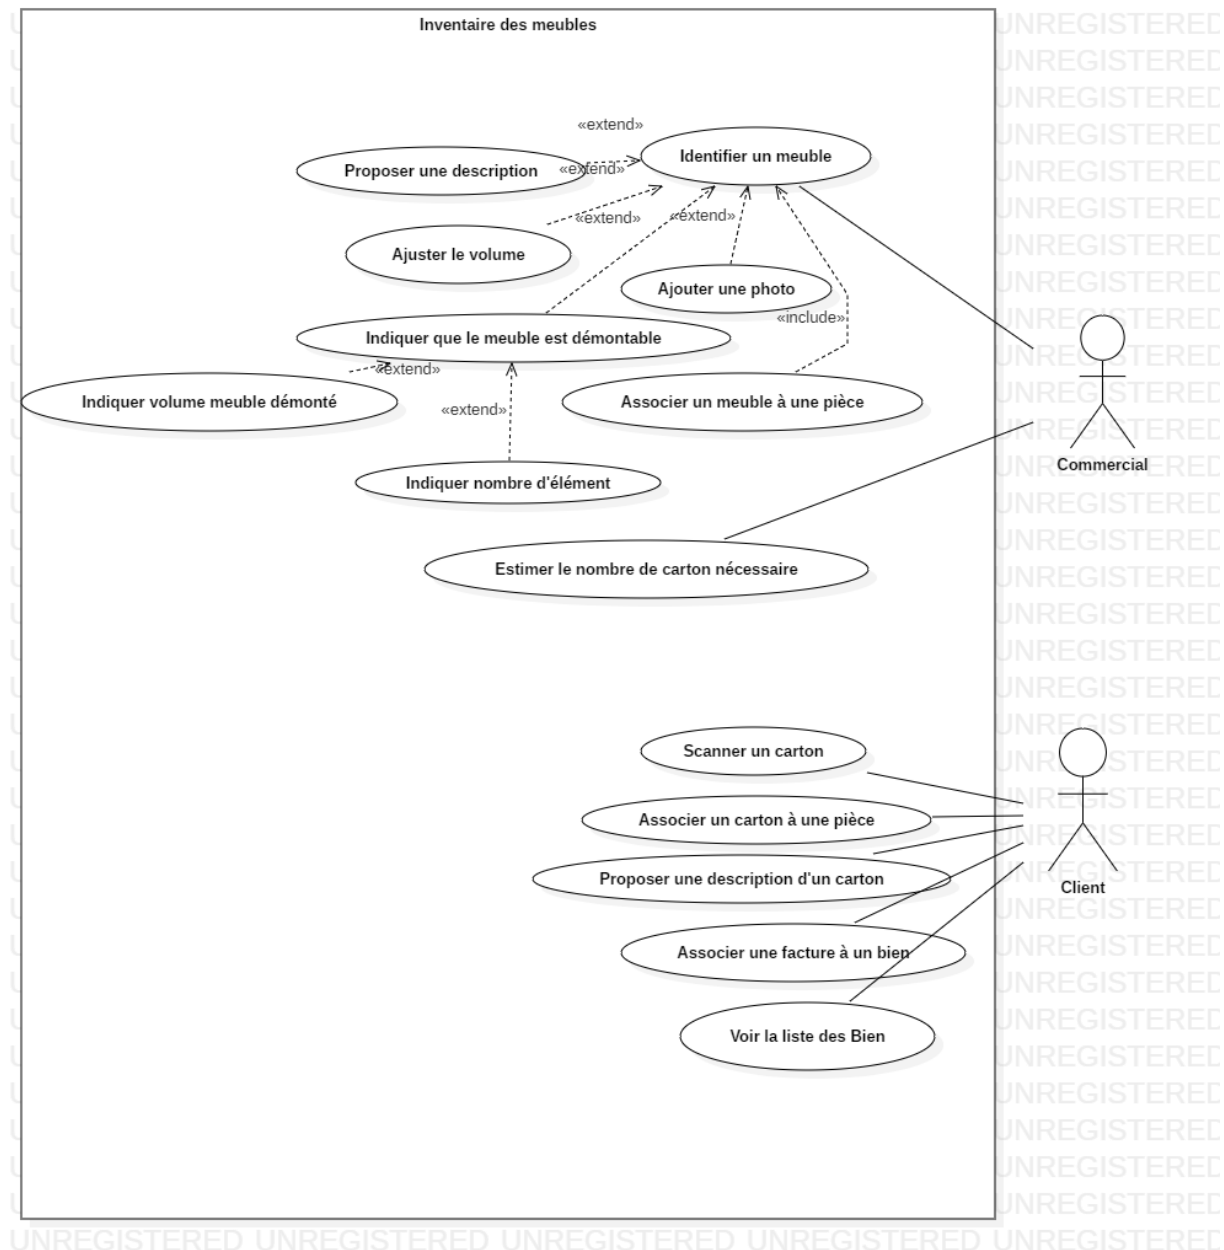 Inventaire des meubles
«extend»
Identifier un meuble
Proposer une description
«extend»
«extend»
«extend»
Ajuster le volume
Ajouter une photo
«include»
Indiquer que le meuble est démontable
«extend»
Indiquer volume meuble démonté
«extend»
Associer un meuble à une pièce
Commercial
Indiquer nombre d'élément
Estimer le nombre de carton nécessaire
Scanner un carton
Associer un carton à une pièce
Proposer une description d'un carton
Client
Associer une facture à un bien
Voir la liste des Bien
UNREGISTERED UNREGISTERED UNREGISTERED UNREGISTERED UNREGISTERED